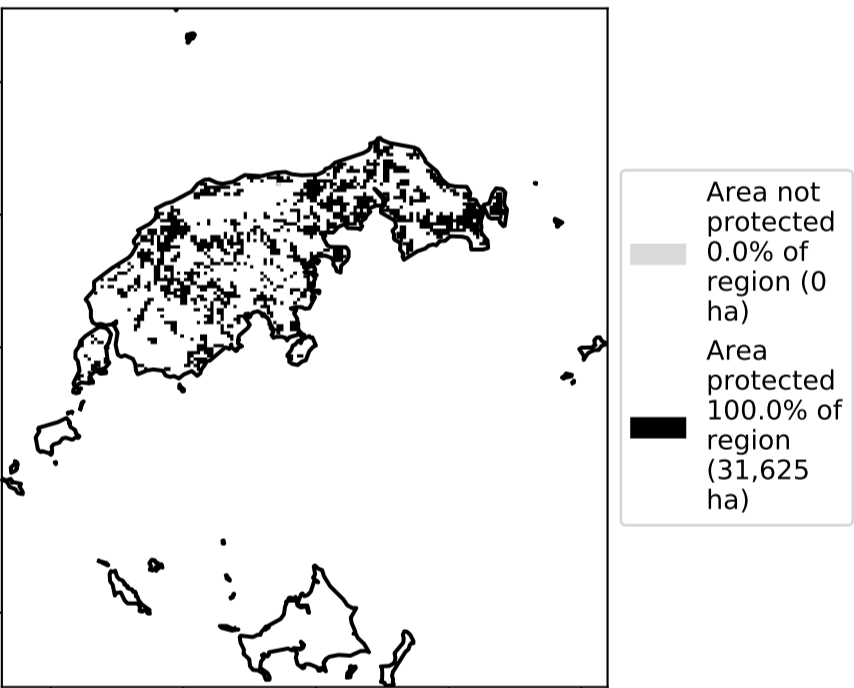 Area not
protected
0.0% of
region (0
ha)
Area
protected
100.0% of
region
(31,625
ha)